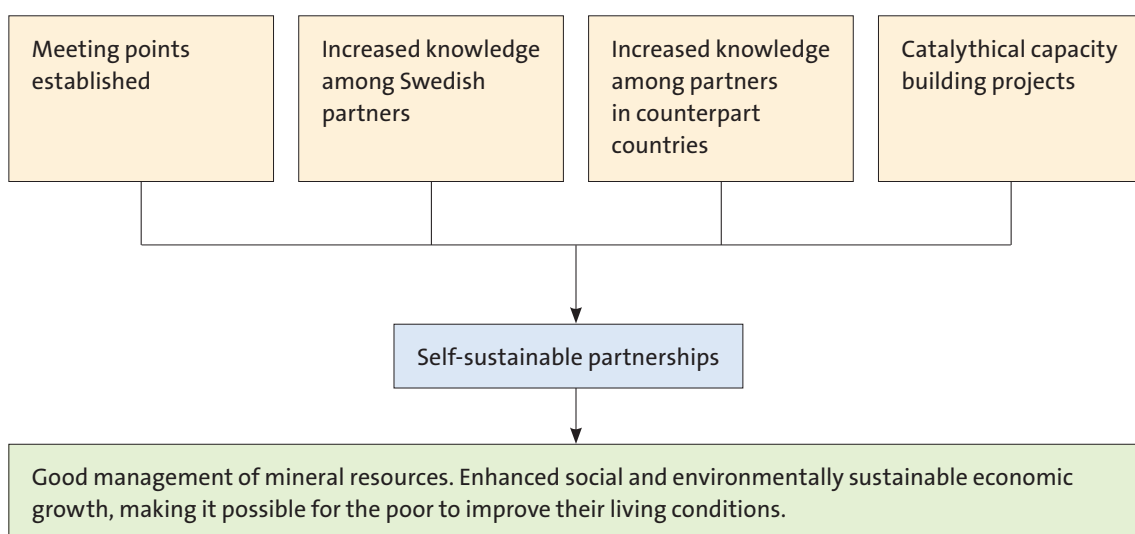 Meeting points
established
Increased knowledge
among Swedish
partners
Increased knowledge
among partners
in counterpart
countries
Catalythical capacity
building projects
Self-sustainable partnerships
Good management of mineral resources. Enhanced social and environmentally sustainable economic
growth, making it possible for the poor to improve their living conditions.